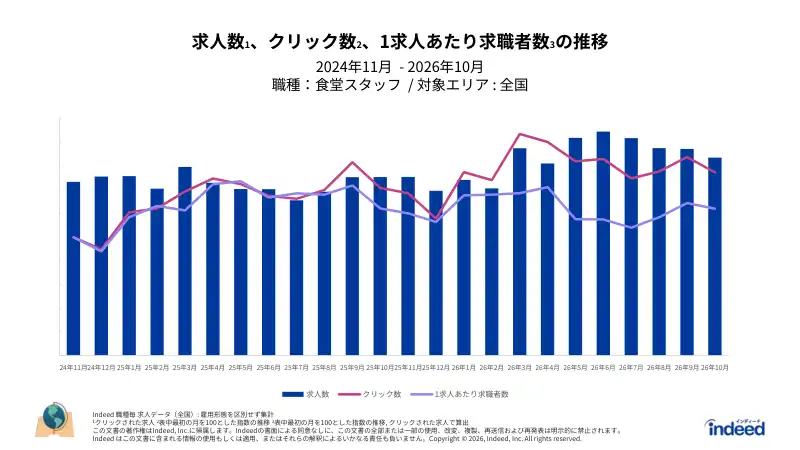 求人数1、クリック数2、1求人あたり求職者数3の推移
2024年11月 - 2026年10月
職種：食堂スタッフ / 対象エリア : 全国
24年11月 24年12月 25年1月 25年2月 25年3月 25年4月 25年5月 25年6月 25年7月 25年8月 25年9月 25年10月 25年11月 25年12月 26年1月 26年2月 26年3月 26年4月 26年5月 26年6月 26年7月 26年8月 26年9月 26年10月
求人数 クリック数 1求人あたり求職者数
Indeed 職種毎 求人データ（全国）: 雇用形態を区別せず集計
¹クリックされた求人 ²表中最初の月を100とした指数の推移 ³表中最初の月を100とした指数の推移, クリックされた求人で算出
この文書の著作権はIndeed, Inc.に帰属します。Indeedの書面による同意なしに、この文書の全部または一部の使用、改変、複製、再送信および再発表は明示的に禁止されます。
Indeed はこの文書に含まれる情報の使用もしくは適用、またはそれらの解釈によるいかなる責任も負いません。Copyright © 2026, Indeed, Inc. All rights reserved.
インディード
indeed